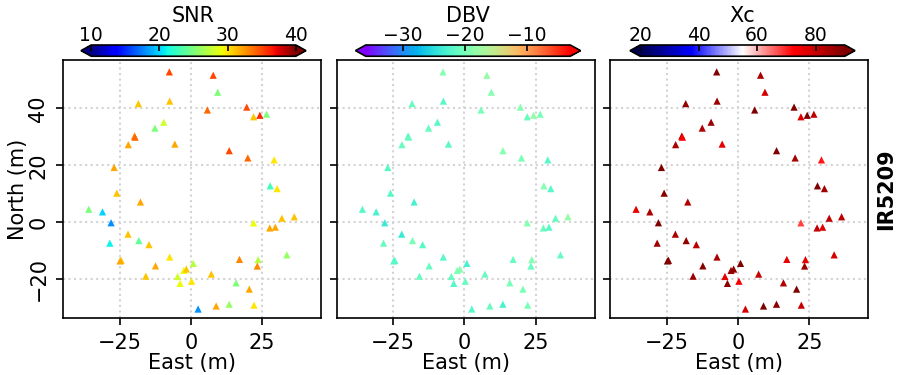 SNR DBV Xc
10 20 30 40 −30 −20 −10 20 40 60 80
North (m)
40
20
0
−20
−25 0 25 −25 0 25 −25 0 25
East (m) East (m) East (m)
IR5209